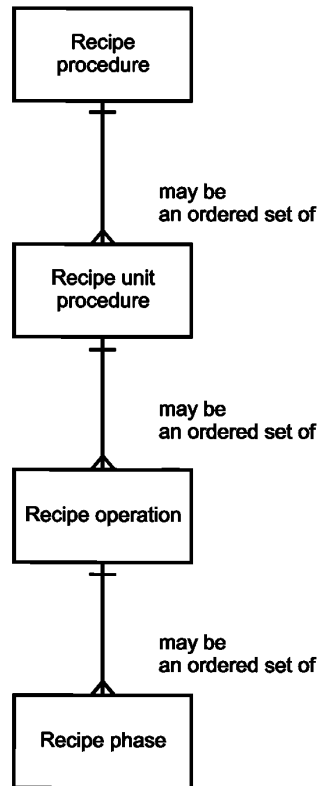 Recipe
procedure
may be
an ordered set of
Recipe unit
procedure
may be
an ordered set of
Recipe operation
may be
an ordered set of
Recipe phase